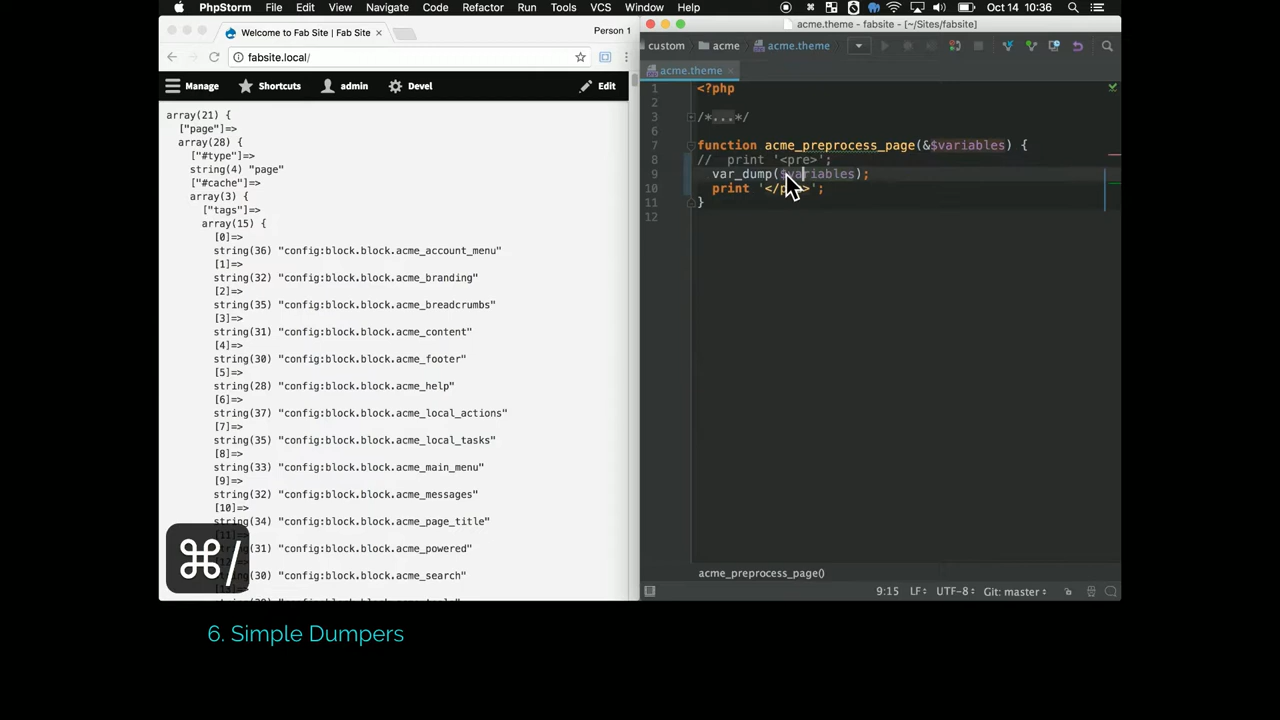 PhpStorm File Edit View Navigate Code Refactor Run Tools VCS Window Help Oct 14 10:36
Welcome to Fab Site | Fab Site × Person 1
fabsite.local/
Manage Shortcuts admin Devel Edit
array(21) {
["page"]=>
array(28) {
["#type"]=>
string(4) "page"
["#cache"]=>
array(3) {
["tags"]=>
array(15) {
[0]=>
string(36) "config:block.block.acme_account_menu"
[1]=>
string(32) "config:block.block.acme_branding"
[2]=>
string(35) "config:block.block.acme_breadcrumbs"
[3]=>
string(31) "config:block.block.acme_content"
[4]=>
string(30) "config:block.block.acme_footer"
[5]=>
string(28) "config:block.block.acme_help"
[6]=>
string(37) "config:block.block.acme_local_actions"
[7]=>
string(35) "config:block.block.acme_local_tasks"
[8]=>
string(33) "config:block.block.acme_main_menu"
[9]=>
string(32) "config:block.block.acme_messages"
[10]=>
string(34) "config:block.block.acme_page_title"
[11]=>
string(31) "config:block.block.acme_powered"
string(30) "config:block.block.acme_search"
⌘/
acme.theme - fabsite - [~/Sites/fabsite]
custom acme acme.theme
acme.theme ×
1 <?php
2
3 /*...*/
6
7 function acme_preprocess_page(&$variables) {
8 // print '<pre>';
9 var_dump($variables);
10 print '</pre>';
11 }
12
acme_preprocess_page()
9:15 LF UTF-8 Git: master
6. Simple Dumpers